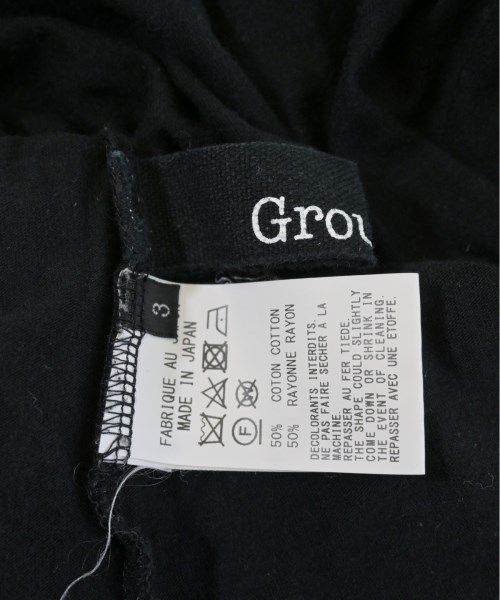 Grou
3
FABRIQUE AU JAPON
MADE IN JAPAN
F
50% COTON COTTON
50% RAYONNE RAYON
DECOLORANTS INTERDITS.
NE PAS FAIRE SECHER A LA
MACHINE.
REPASSER AU FER TIEDE.
THE SHAPE COULD SLIGHTLY
COME DOWN OR SHRINK IN
THE EVENT OF CLEANING.
REPASSER AVEC UNE ETOFFE.